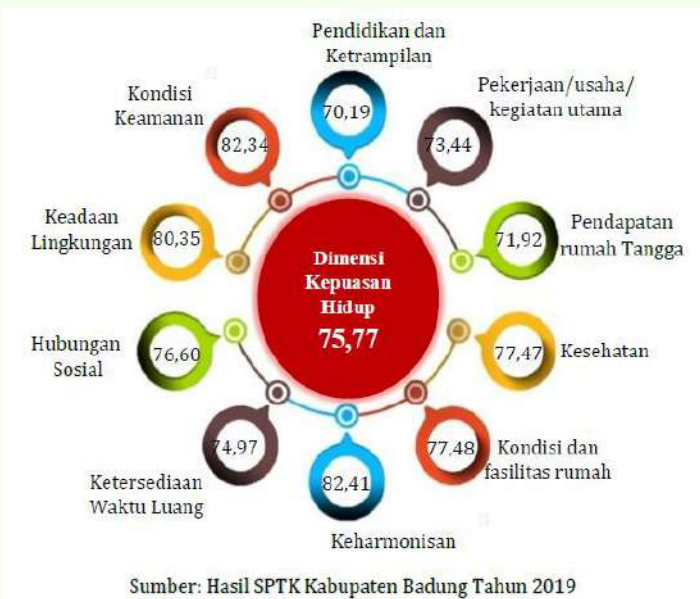 Pendidikan dan
Ketrampilan
70,19
Pekerjaan/usaha/
kegiatan utama
73,44
Pendapatan
rumah Tangga
71,92
Kesehatan
77,47
Kondisi dan
fasilitas rumah
77,48
Keharmonisan
82,41
Ketersediaan
Waktu Luang
74,97
Hubungan
Sosial
76,60
Keadaan
Lingkungan
80,35
Kondisi
Keamanan
82,34
Dimensi
Kepuasan
Hidup
75,77
Sumber: Hasil SPTK Kabupaten Badung Tahun 2019